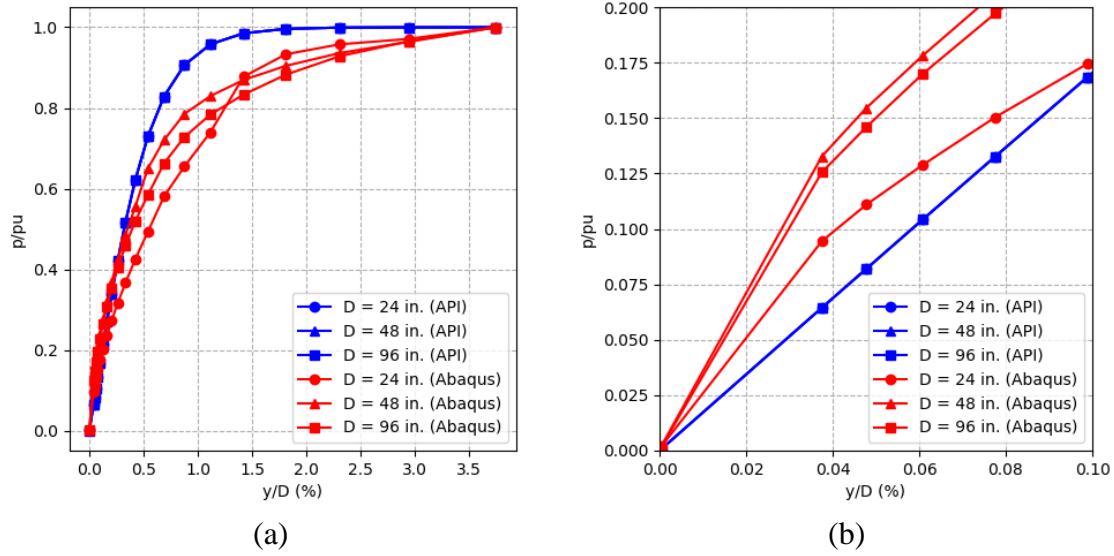 1.0
0.8
0.6
0.4
0.2
0.0
p/pu
0.0 0.5 1.0 1.5 2.0 2.5 3.0 3.5
y/D (%)
D = 24 in. (API)
D = 48 in. (API)
D = 96 in. (API)
D = 24 in. (Abaqus)
D = 48 in. (Abaqus)
D = 96 in. (Abaqus)
(a)
0.200
0.175
0.150
0.125
0.100
0.075
0.050
0.025
0.000
p/pu
0.00 0.02 0.04 0.06 0.08 0.10
y/D (%)
D = 24 in. (API)
D = 48 in. (API)
D = 96 in. (API)
D = 24 in. (Abaqus)
D = 48 in. (Abaqus)
D = 96 in. (Abaqus)
(b)